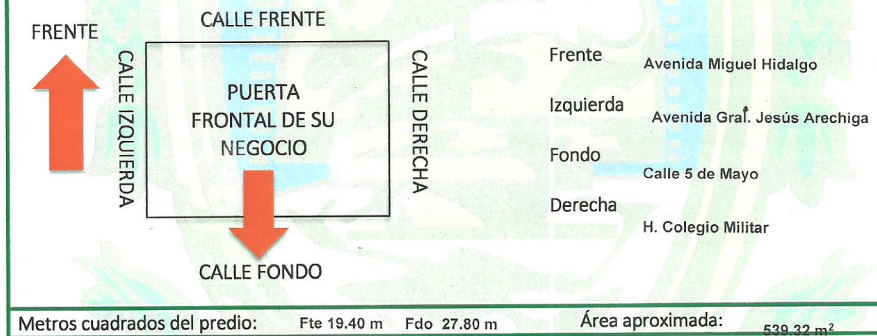 FRENTE
CALLE FRENTE
CALLE IZQUIERDA
PUERTA
FRONTAL DE SU
NEGOCIO
CALLE DERECHA
CALLE FONDO
Frente Avenida Miguel Hidalgo
Izquierda Avenida Gral. Jesús Arechiga
Fondo Calle 5 de Mayo
Derecha H. Colegio Militar
Metros cuadrados del predio: Fte 19.40 m Fdo 27.80 m Área aproximada: 539.32 m²